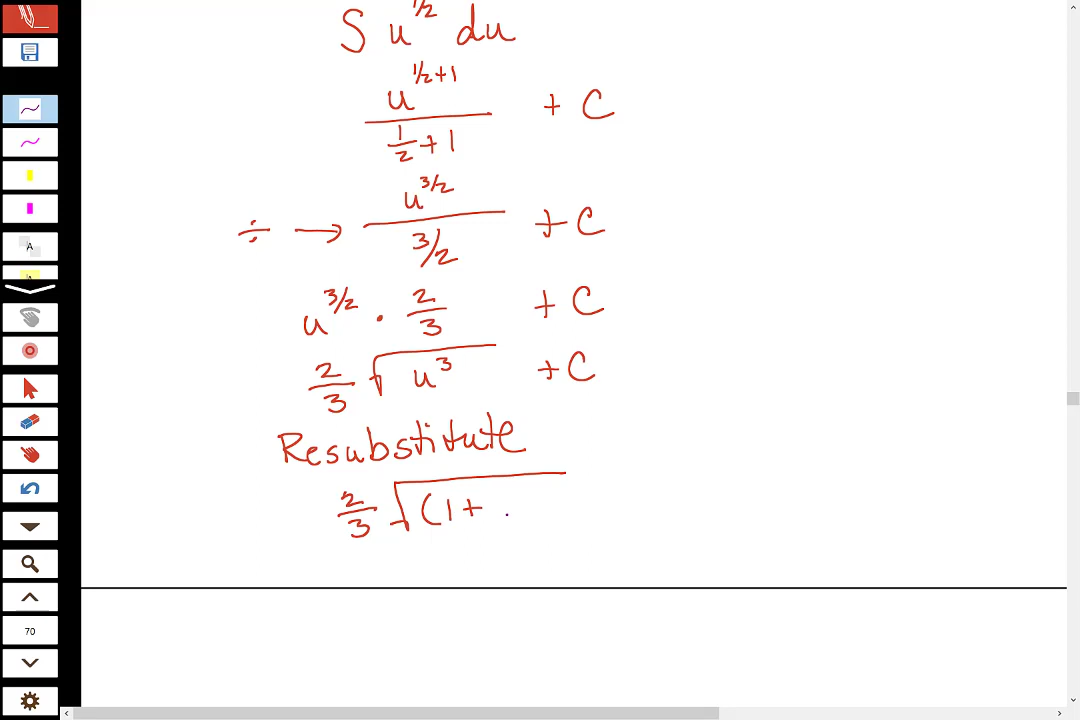 ∫ u^1/2 du
u^1/2+1 / 1/2+1 + C
÷ → u^3/2 / 3/2 + C
u^3/2 · 2/3 + C
2/3 √u^3 + C
Resubstitute
2/3 √(1+
A
A
70